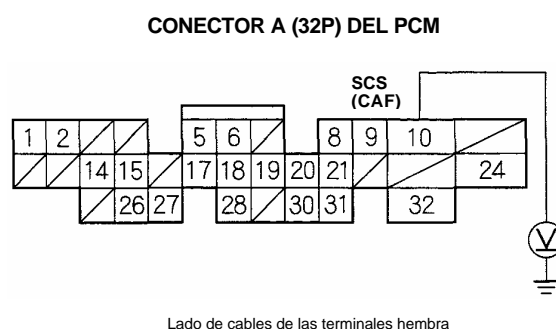 CONECTOR A (32P) DEL PCM
SCS
(CAF)
1 2 5 6 8 9 10
14 15 17 18 19 20 21 24
26 27 28 30 31 32
V
Lado de cables de las terminales hembra